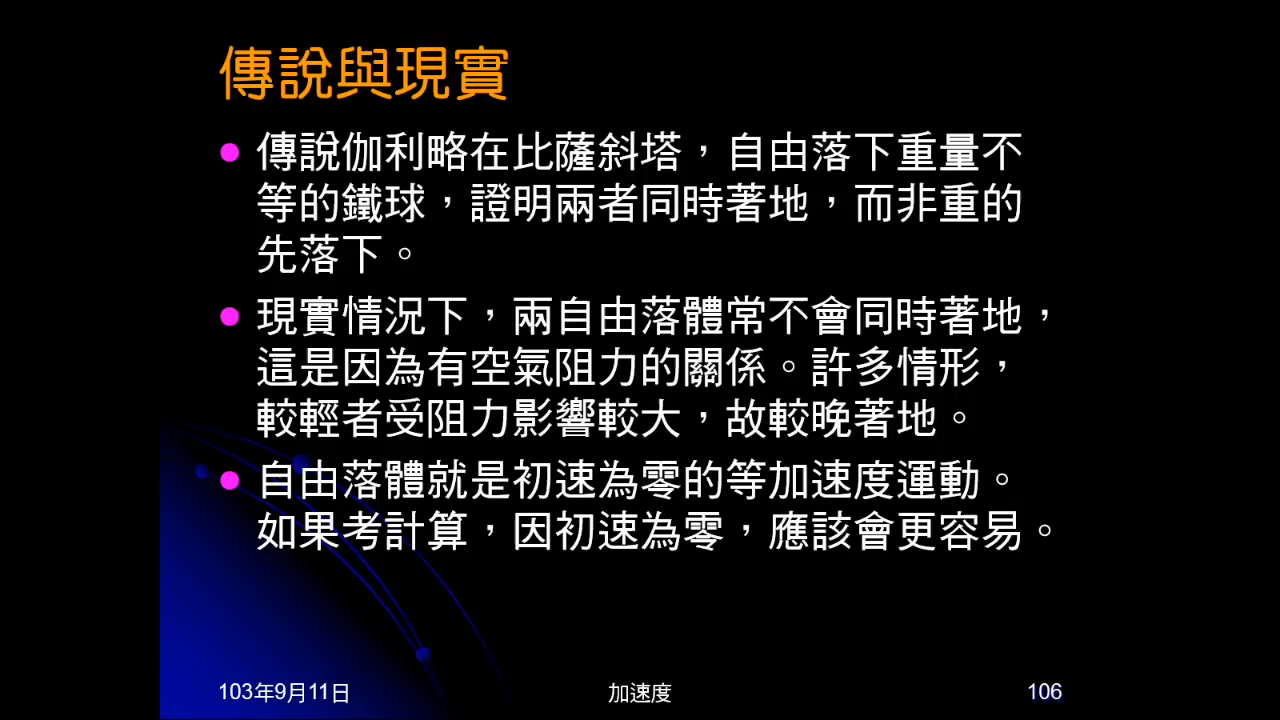 傳說與現實
傳說伽利略在比薩斜塔，自由落下重量不
等的鐵球，證明兩者同時著地，而非重的
先落下。
現實情況下，兩自由落體常不會同時著地，
這是因為有空氣阻力的關係。許多情形，
較輕者受阻力影響較大，故較晚著地。
自由落體就是初速為零的等加速度運動。
如果考計算，因初速為零，應該會更容易。
103年9月11日
加速度
106